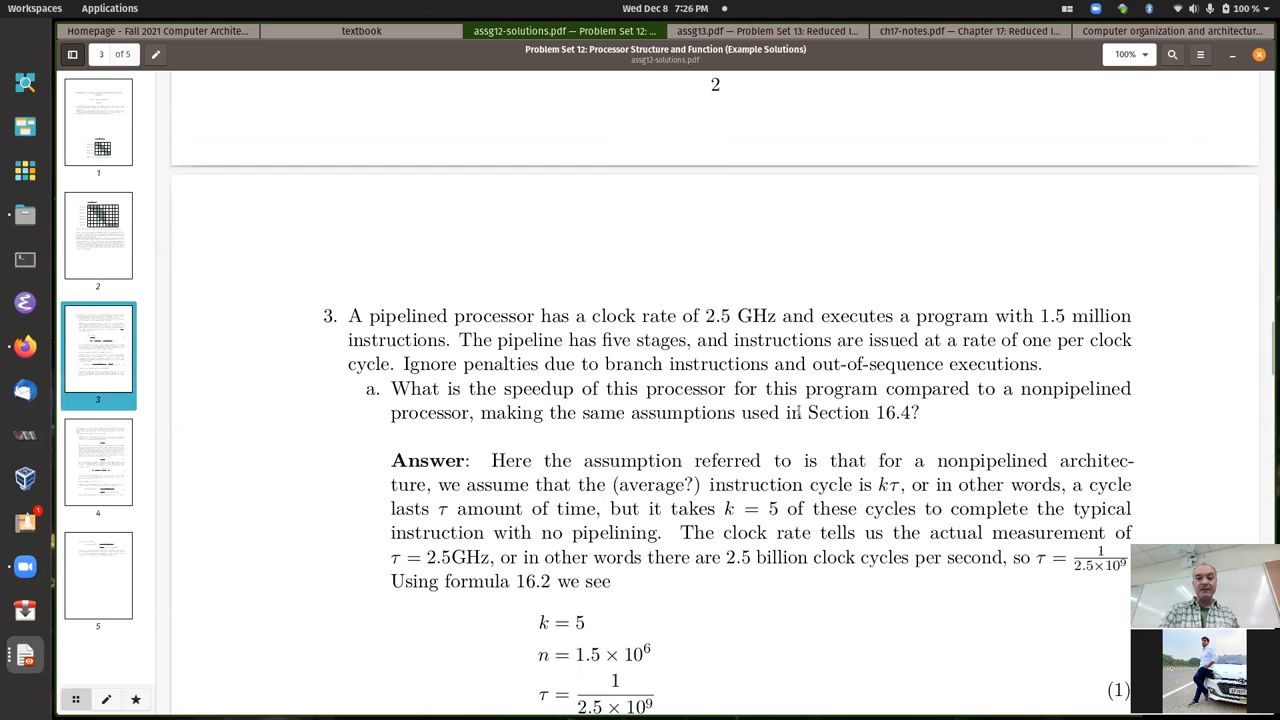 Workspaces
Wed Dec 8 7:26 PM
100 %
Homepage - Fall 2021 Computer Archite...
textbook
assg12-solutions.pdf — Problem Set 12: ...
assg13.pdf — Problem Set 13: Reduced I...
ch17-notes.pdf — Chapter 17: Reduced I...
Computer organization and architectur...
3 of 5
Problem Set 12: Processor Structure and Function (Example Solutions)
assg12-solutions.pdf
100%
1
2
3
4
5
2
3. A pipelined processor has a clock rate of 2.5 GHz and executes a program with 1.5 million
instructions. The pipeline has five stages, and instructions are issued at a rate of one per clock
cycle. Ignore penalties due to branch instructions and out-of-sequence executions.
a. What is the speedup of this processor for this program compared to a nonpipelined
processor, making the same assumptions used in Section 16.4?
Answer: Here the assumption referred to is that for a nonpipelined architec-
ture, we assume that the (average?) instruction cycle is kτ, or in other words, a cycle
lasts τ amount of time, but it takes k = 5 of these cycles to complete the typical
instruction with no pipelining. The clock rate tells us the actual measurement of
τ = 2.5GHz, or in other words there are 2.5 billion clock cycles per second, so τ = 1/2.5×10⁹
Using formula 16.2 we see
k = 5
n = 1.5 × 10⁶
τ = 1/2.5 × 10⁹ (1)